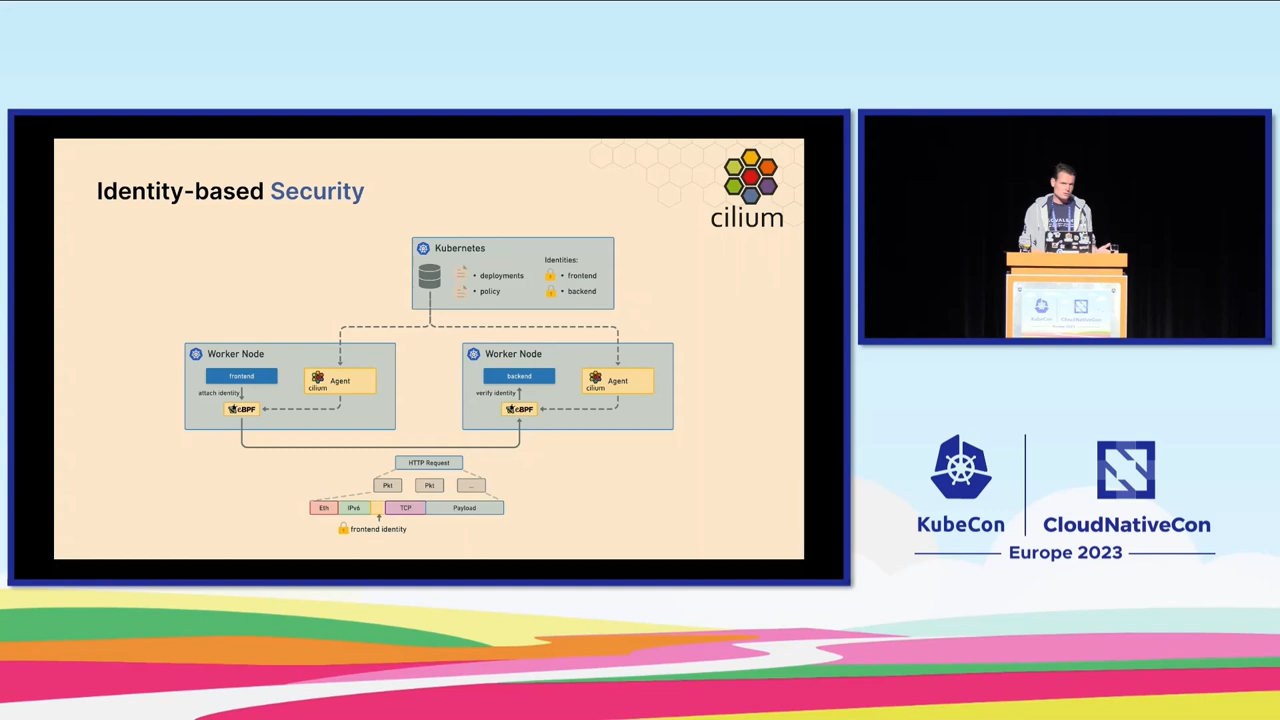 Identity-based Security
cilium
Kubernetes
Identities:
• deployments
• frontend
• policy
• backend
Worker Node
Worker Node
frontend
cilium
Agent
backend
cilium
Agent
attach identity
verify identity
eBPF
eBPF
HTTP Request
Pkt
Pkt
...
Eth
IPv6
TCP
Payload
frontend identity
KubeCon
CloudNativeCon
Europe 2023